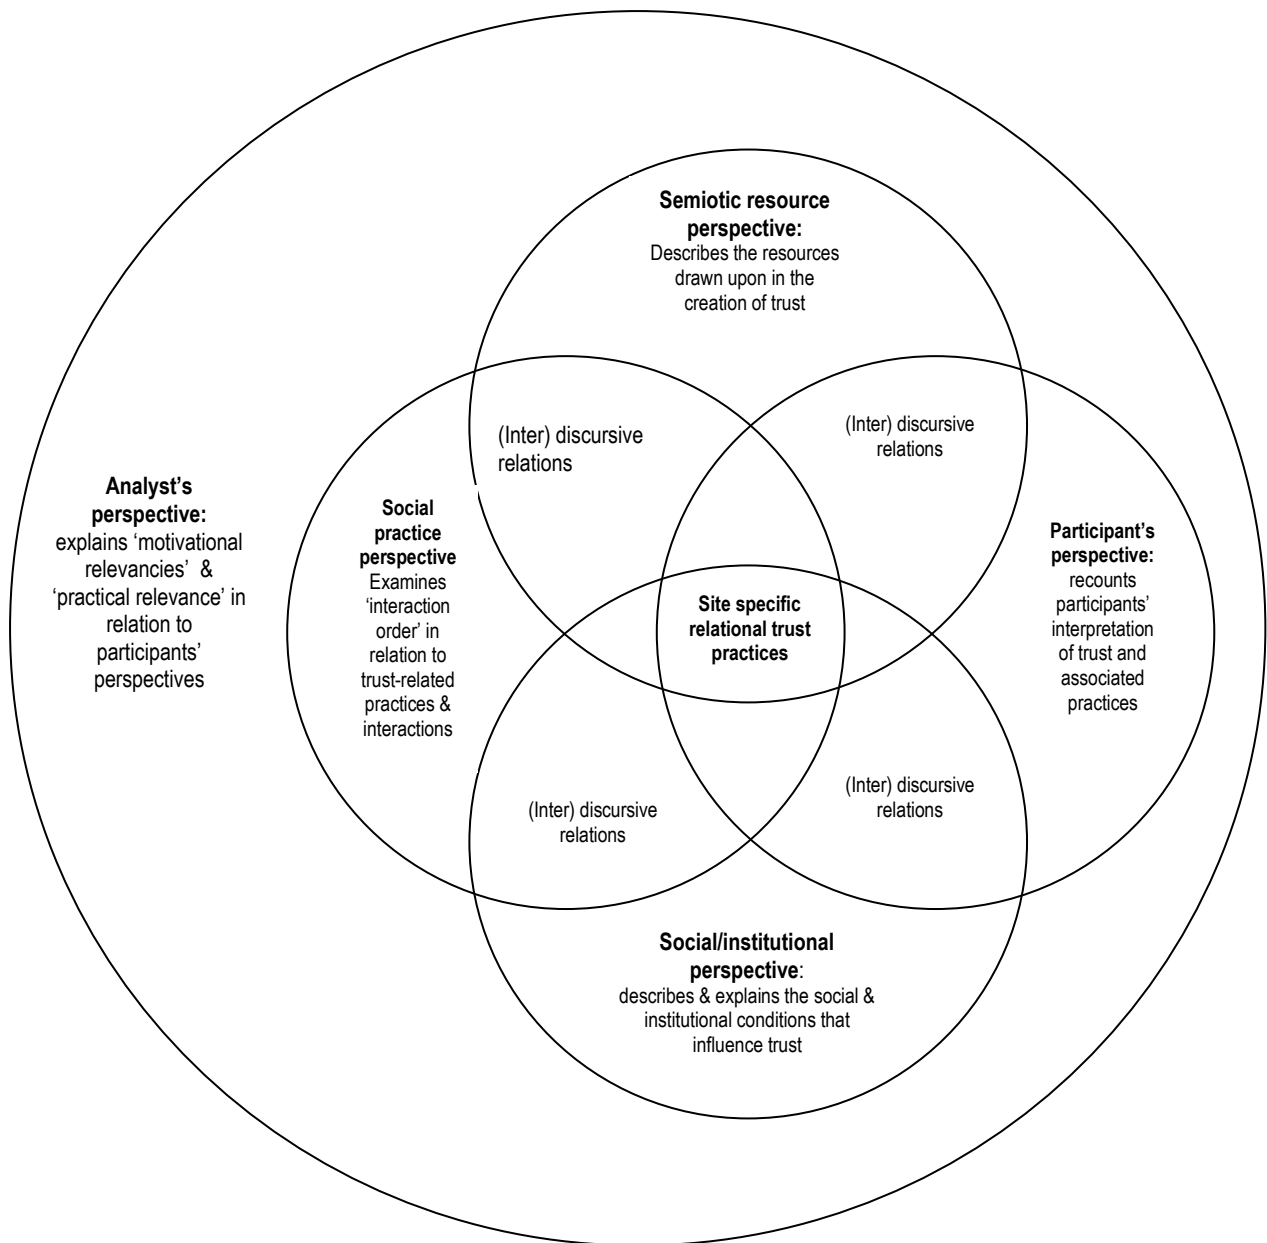 Semiotic resource
perspective:
Describes the resources
drawn upon in the
creation of trust
(Inter) discursive
relations
(Inter) discursive
relations
Analyst’s
perspective:
explains ‘motivational
relevancies’ &
‘practical relevance’ in
relation to
participants’
perspectives
Social
practice
perspective
Examines
‘interaction
order’ in
relation to
trust-related
practices &
interactions
Site specific
relational trust
practices
Participant’s
perspective:
recounts
participants’
interpretation
of trust and
associated
practices
(Inter) discursive
relations
(Inter) discursive
relations
Social/institutional
perspective:
describes & explains the social &
institutional conditions that
influence trust